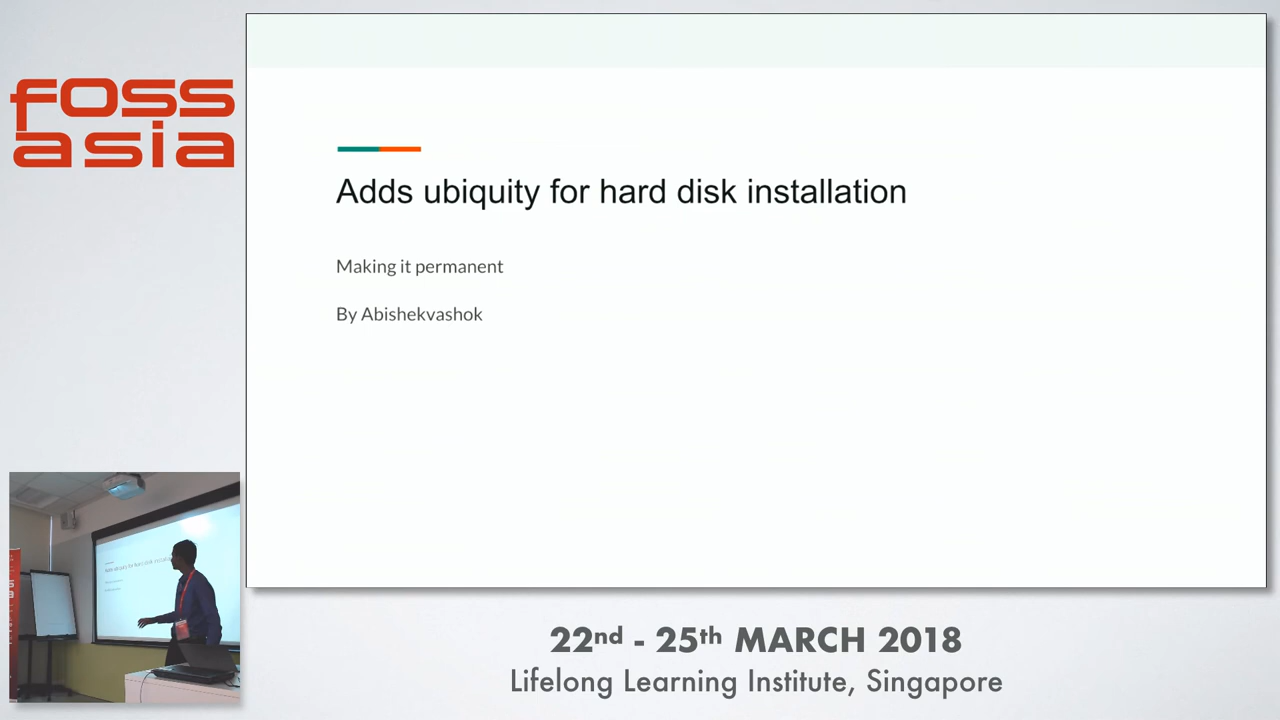 foss
asia
Adds ubiquity for hard disk installation
Making it permanent
By Abishekvashok
22nd - 25th MARCH 2018
Lifelong Learning Institute, Singapore